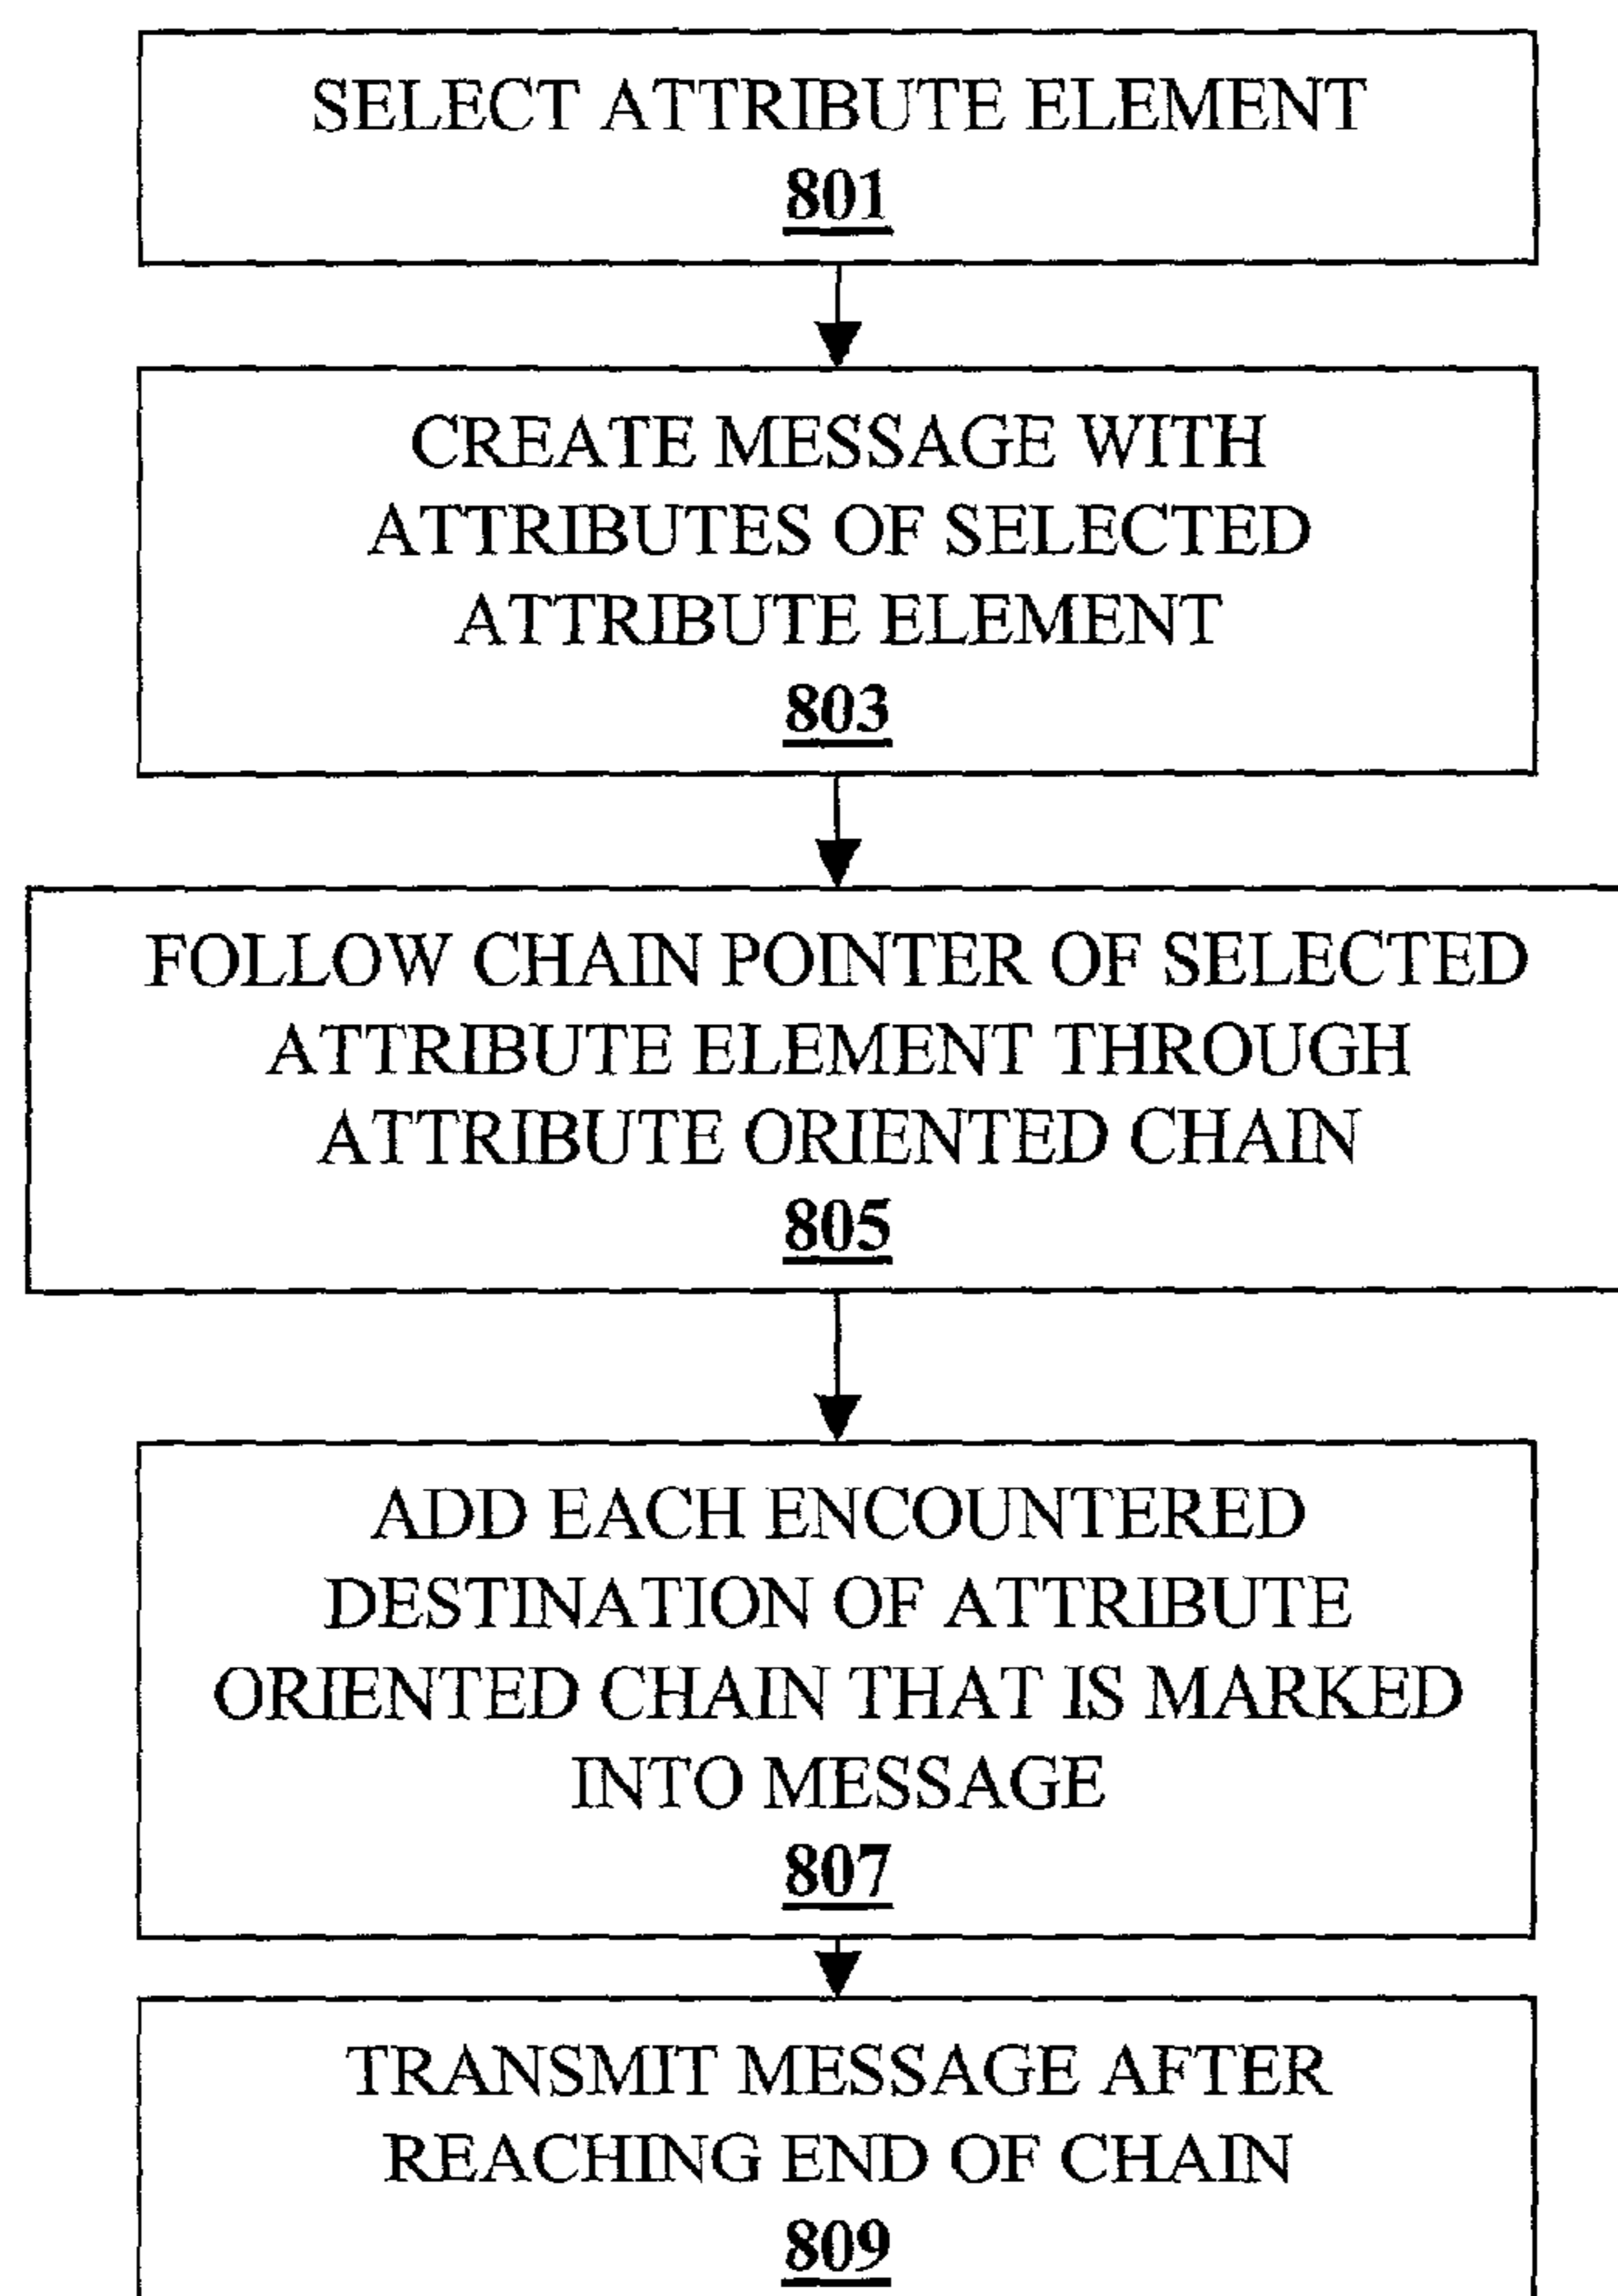 SELECT ATTRIBUTE ELEMENT
801
CREATE MESSAGE WITH
ATTRIBUTES OF SELECTED
ATTRIBUTE ELEMENT
803
FOLLOW CHAIN POINTER OF SELECTED
ATTRIBUTE ELEMENT THROUGH
ATTRIBUTE ORIENTED CHAIN
805
ADD EACH ENCOUNTERED
DESTINATION OF ATTRIBUTE
ORIENTED CHAIN THAT IS MARKED
INTO MESSAGE
807
TRANSMIT MESSAGE AFTER
REACHING END OF CHAIN
809